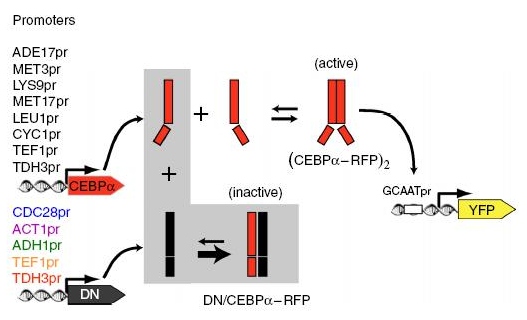 Promoters
ADE17pr
MET3pr
LYS9pr
MET17pr
LEU1pr
CYC1pr
TEF1pr
TDH3pr
CEBPα
+
(active)
(CEBPα−RFP)2
GCAATpr
YFP
+
(inactive)
CDC28pr
ACT1pr
ADH1pr
TEF1pr
TDH3pr
DN
DN/CEBPα−RFP